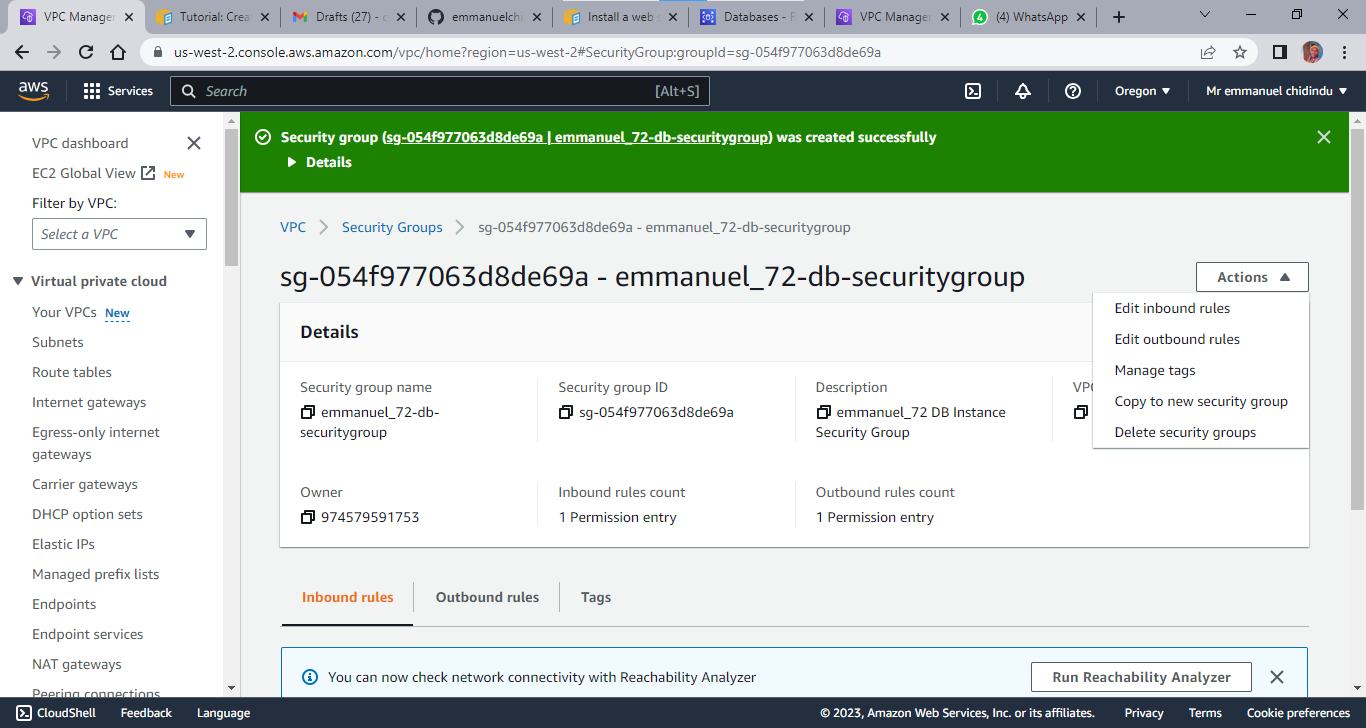 VPC Manager
Tutorial: Crea
Drafts (27) - c
emmanuelch
Install a web s
Databases - R
VPC Manager
(4) WhatsApp
us-west-2.console.aws.amazon.com/vpc/home?region=us-west-2#SecurityGroup:groupId=sg-054f977063d8de69a
aws
Services
Search
[Alt+S]
Oregon
Mr emmanuel chidindu
VPC dashboard
EC2 Global View New
Filter by VPC:
Select a VPC
Virtual private cloud
Your VPCs New
Subnets
Route tables
Internet gateways
Egress-only internet
gateways
Carrier gateways
DHCP option sets
Elastic IPs
Managed prefix lists
Endpoints
Endpoint services
NAT gateways
Peering connections
Security group (sg-054f977063d8de69a | emmanuel_72-db-securitygroup) was created successfully
Details
VPC
Security Groups
sg-054f977063d8de69a - emmanuel_72-db-securitygroup
sg-054f977063d8de69a - emmanuel_72-db-securitygroup
Actions
Edit inbound rules
Edit outbound rules
Manage tags
Copy to new security group
Delete security groups
Details
Security group name
emmanuel_72-db-
securitygroup
Security group ID
sg-054f977063d8de69a
Description
emmanuel_72 DB Instance
Security Group
VPC
Owner
974579591753
Inbound rules count
1 Permission entry
Outbound rules count
1 Permission entry
Inbound rules
Outbound rules
Tags
You can now check network connectivity with Reachability Analyzer
Run Reachability Analyzer
CloudShell
Feedback
Language
© 2023, Amazon Web Services, Inc. or its affiliates.
Privacy
Terms
Cookie preferences